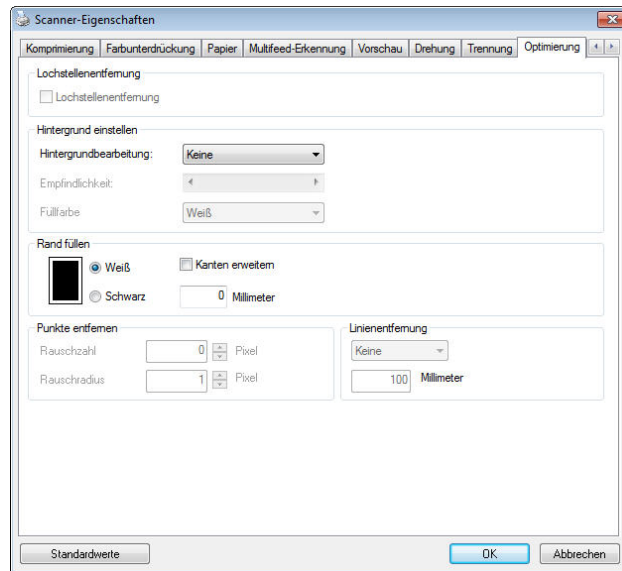 Scanner-Eigenschaften
Komprimierung Farbunterdrückung Papier Multifeed-Erkennung Vorschau Drehung Trennung Optimierung
Lochstellenentfernung
Lochstellenentfernung
Hintergrund einstellen
Hintergrundbearbeitung: Keine
Empfindlichkeit:
Füllfarbe Weiß
Rand füllen
Weiß Kanten erweitern
Schwarz 0 Millimeter
Punkte entfernen Linienentfernung
Rauschzahl 0 Pixel Keine
Rauschradius 1 Pixel 100 Millimeter
Standardwerte OK Abbrechen